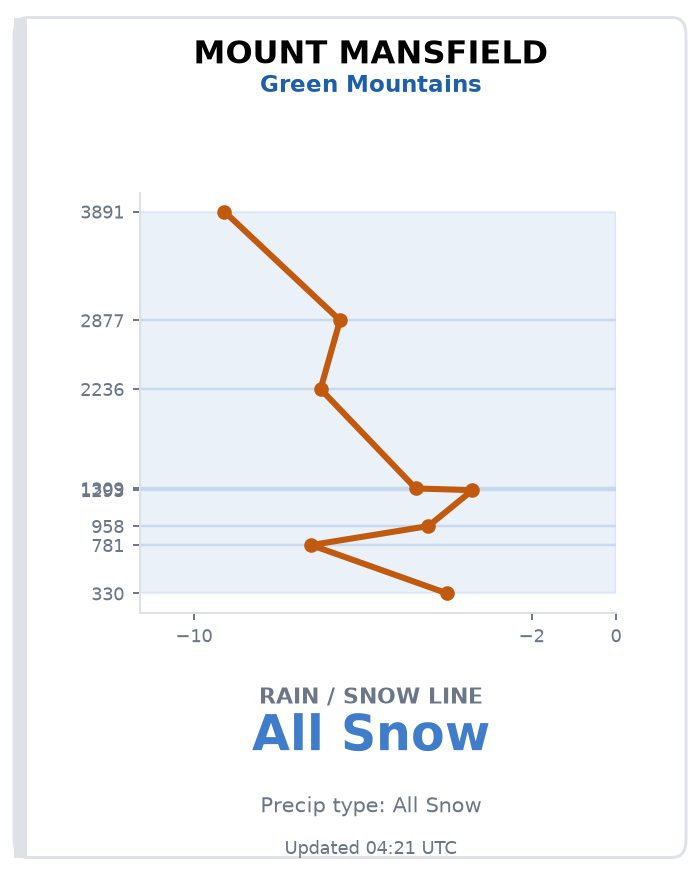 MOUNT MANSFIELD
Green Mountains
3891
2877
2236
958
781
330
−10
−2
0
RAIN / SNOW LINE
All Snow
Precip type: All Snow
Updated 04:21 UTC